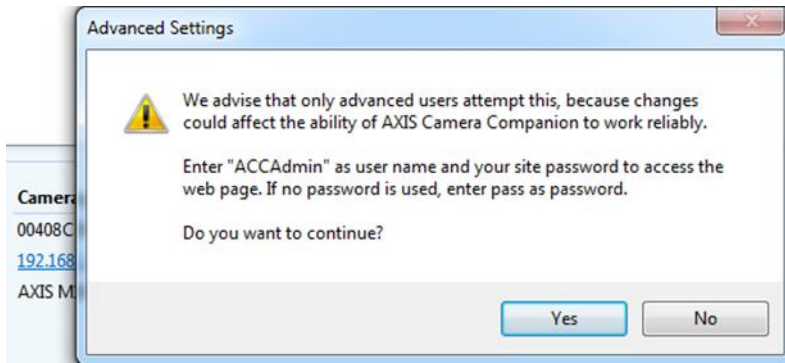 Advanced Settings
We advise that only advanced users attempt this, because changes
could affect the ability of AXIS Camera Companion to work reliably.
Enter "ACCAdmin" as user name and your site password to access the
web page. If no password is used, enter pass as password.
Do you want to continue?
Camera
00408C
192.168
AXIS M
Yes
No